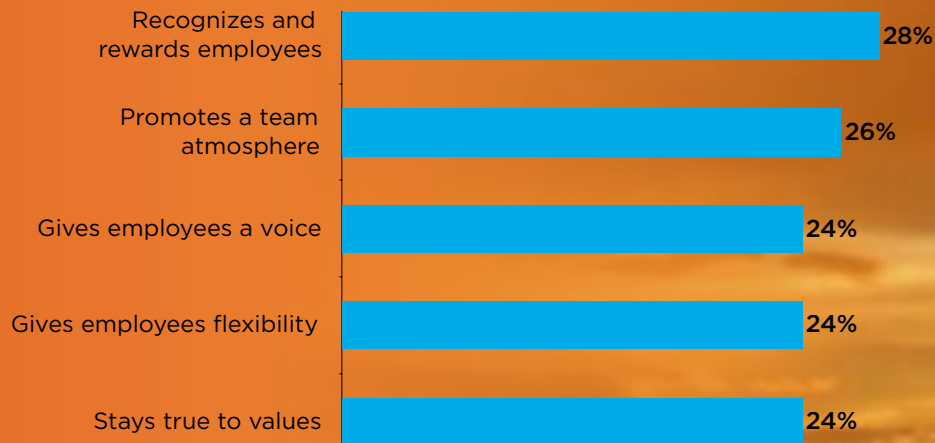 Recognizes and
rewards employees
28%
Promotes a team
atmosphere
26%
Gives employees a voice
24%
Gives employees flexibility
24%
Stays true to values
24%